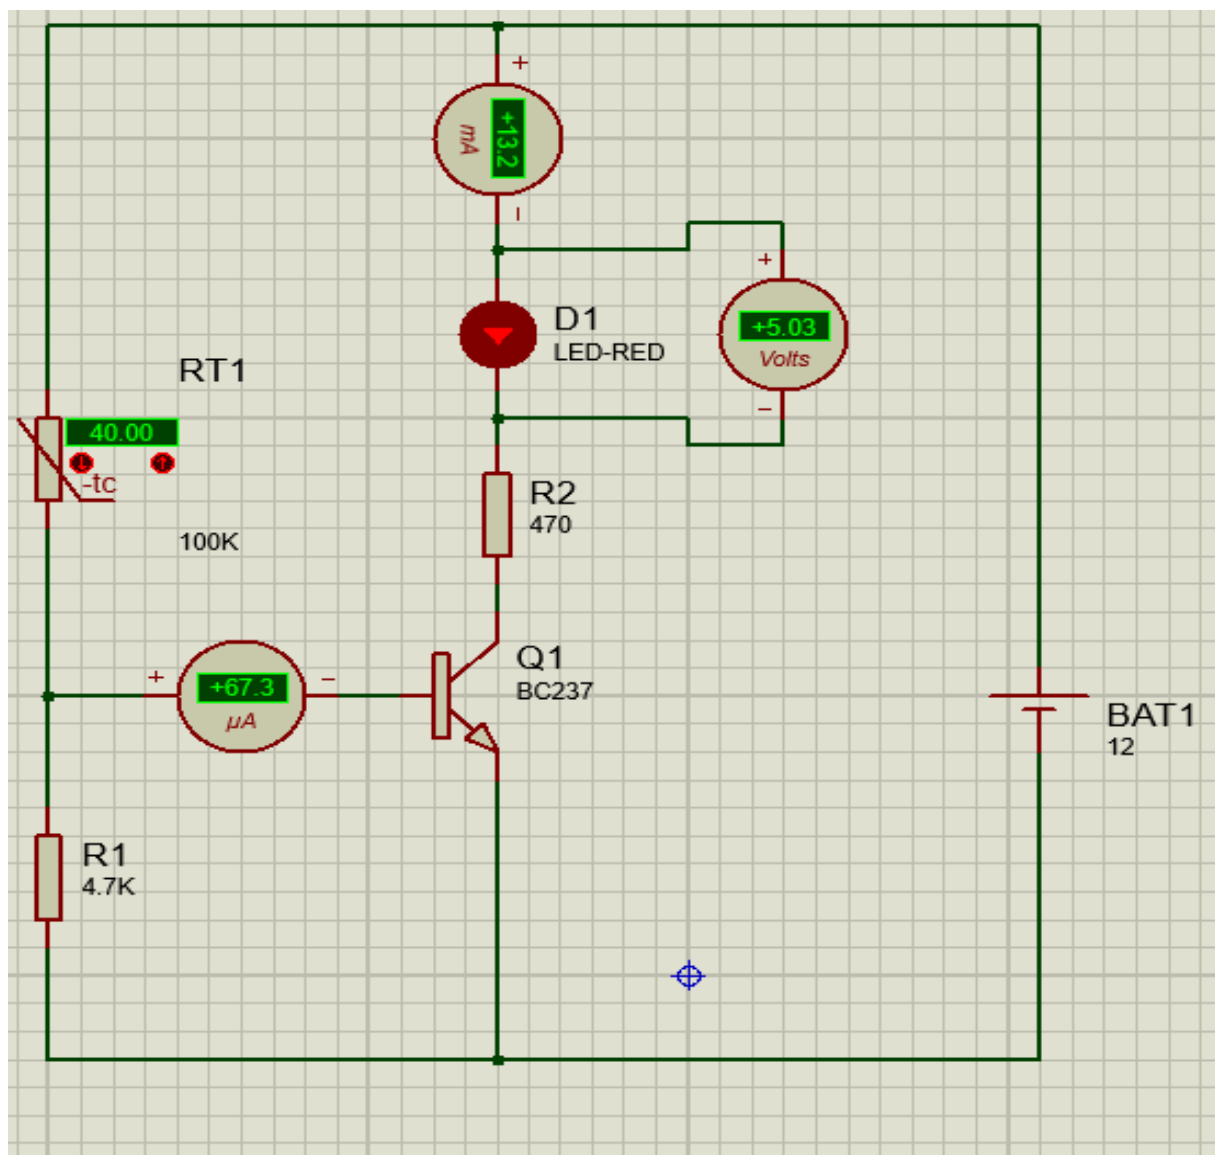 +
+13.2
mA
−
+
+5.03
Volts
−
D1
LED-RED
RT1
40.00
-tc
100K
R2
470
+
+67.3
µA
−
Q1
BC237
BAT1
12
R1
4.7K